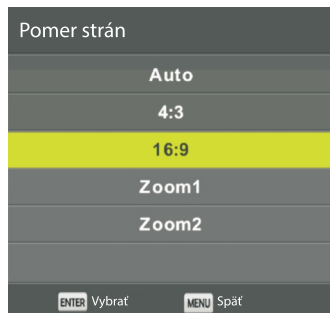 Pomer strán
Auto
4:3
16:9
Zoom1
Zoom2
ENTER Vybrať MENU Späť